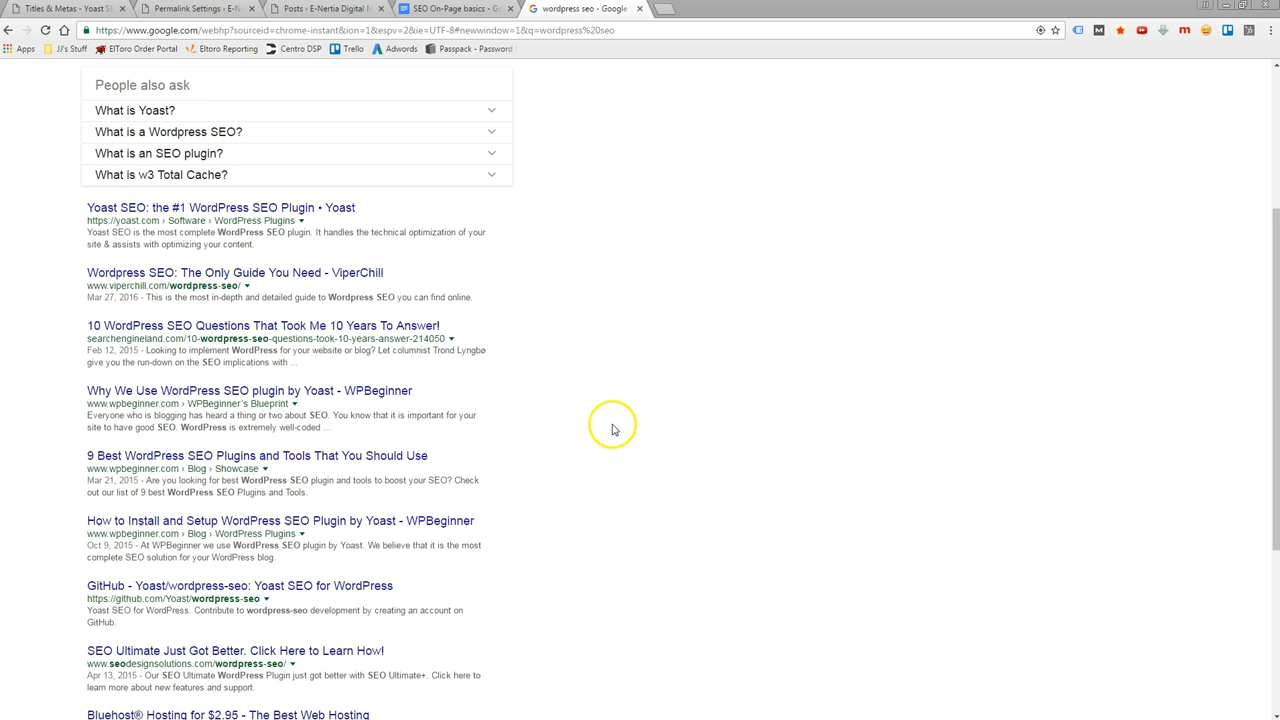 Titles & Metas - Yoast S
Permalink Settings ‹ E-N
Posts ‹ E-Nertia Digital
SEO On-Page basics - Go
wordpress seo - Google
https://www.google.com/webhp?sourceid=chrome-instant&ion=1&espv=2&ie=UTF-8#newwindow=1&q=wordpress%20seo
Apps JJ's Stuff ElToro Order Portal Eltoro Reporting Centro DSP Trello Adwords Passpack - Password
People also ask
What is Yoast?
What is a Wordpress SEO?
What is an SEO plugin?
What is w3 Total Cache?
Yoast SEO: the #1 WordPress SEO Plugin • Yoast
https://yoast.com › Software › WordPress Plugins
Yoast SEO is the most complete WordPress SEO plugin. It handles the technical optimization of your
site & assists with optimizing your content.
Wordpress SEO: The Only Guide You Need - ViperChill
www.viperchill.com/wordpress-seo/
Mar 27, 2016 - This is the most in-depth and detailed guide to Wordpress SEO you can find online.
10 WordPress SEO Questions That Took Me 10 Years To Answer!
searchengineland.com/10-wordpress-seo-questions-took-10-years-answer-214050
Feb 12, 2015 - Looking to implement WordPress for your website or blog? Let columnist Trond Lyngbø
give you the run-down on the SEO implications with ...
Why We Use WordPress SEO plugin by Yoast - WPBeginner
www.wpbeginner.com › WPBeginner's Blueprint
Everyone who is blogging has heard a thing or two about SEO. You know that it is important for your
site to have good SEO. WordPress is extremely well-coded ...
9 Best WordPress SEO Plugins and Tools That You Should Use
www.wpbeginner.com › Blog › Showcase
Mar 21, 2015 - Are you looking for best WordPress SEO plugin and tools to boost your SEO? Check
out our list of 9 best WordPress SEO Plugins and Tools.
How to Install and Setup WordPress SEO Plugin by Yoast - WPBeginner
www.wpbeginner.com › Blog › WordPress Plugins
Oct 9, 2015 - At WPBeginner we use WordPress SEO plugin by Yoast. We believe that it is the most
complete SEO solution for your WordPress blog.
GitHub - Yoast/wordpress-seo: Yoast SEO for WordPress
https://github.com/Yoast/wordpress-seo
Yoast SEO for WordPress. Contribute to wordpress-seo development by creating an account on
GitHub.
SEO Ultimate Just Got Better. Click Here to Learn How!
www.seodesignsolutions.com/wordpress-seo/
Apr 13, 2015 - Our SEO Ultimate WordPress Plugin just got better with SEO Ultimate+. Click here to
learn more about new features and support.
Bluehost® Hosting for $2.95 - The Best Web Hosting